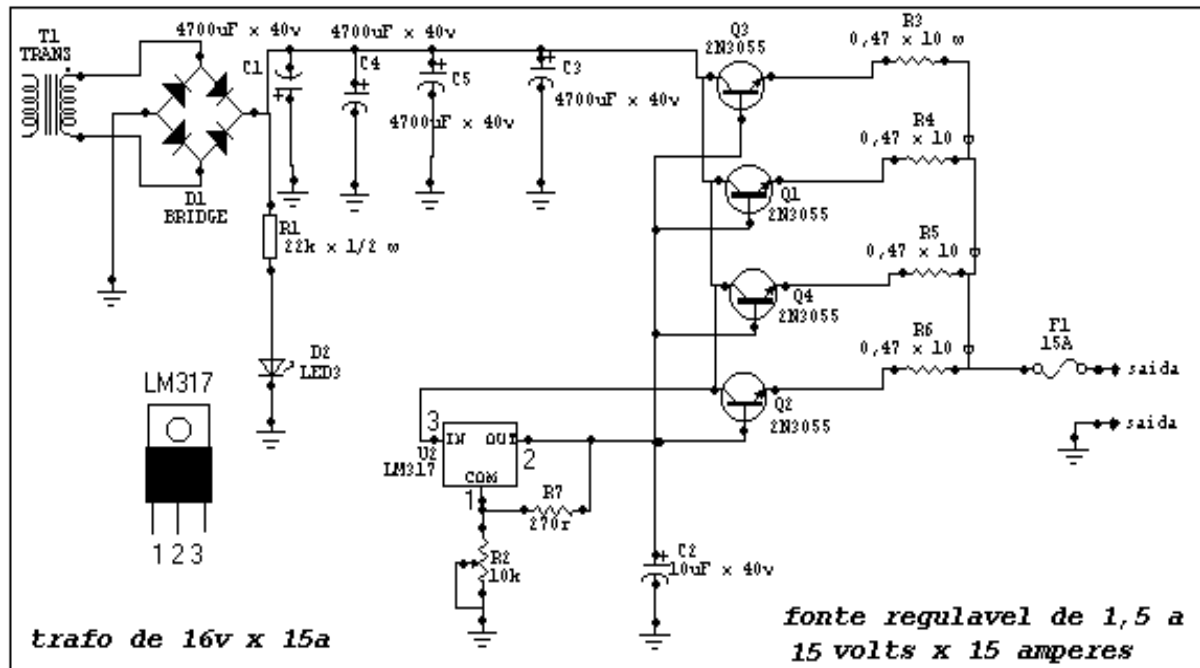 T1
TRANS
4700uF x 40v
4700uF x 40v
C1
C4
C5
C3
4700uF x 40v
4700uF x 40v
D1
BRIDGE
R1
22k x 1/2 w
D2
LED3
LM317
1 2 3
Q3
2N3055
R3
0,47 x 10 w
R4
0,47 x 10
Q1
2N3055
R5
0,47 x 10
Q4
2N3055
R6
0,47 x 10
F1
15A
saida
saida
Q2
2N3055
3
IN OUT
2
U2
LM317
COM
1
R7
270r
R2
10k
C2
10uF x 40v
trafo de 16v x 15a
fonte regulavel de 1,5 a
15 volts x 15 amperes